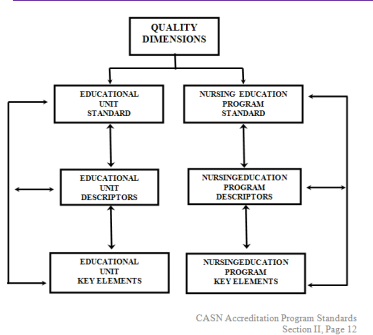 QUALITY
DIMENSIONS
EDUCATIONAL
UNIT
STANDARD
NURSING EDUCATION
PROGRAM
STANDARD
EDUCATIONAL
UNIT
DESCRIPTORS
NURSINGEDUCATION
PROGRAM
DESCRIPTORS
EDUCATIONAL
UNIT
KEY ELEMENTS
NURSINGEDUCATION
PROGRAM
KEY ELEMENTS
CASN Accreditation Program Standards
Section II, Page 12